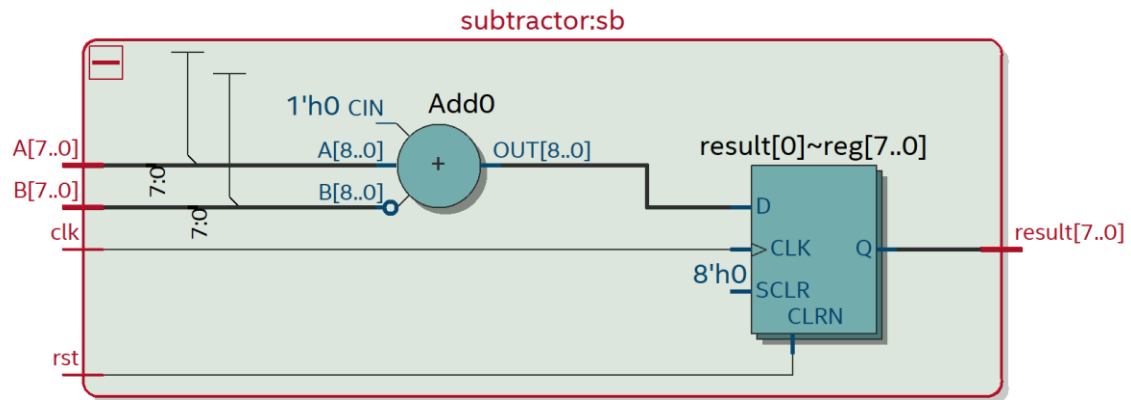 subtractor:sb
1'h0 CIN
Add0
A[7..0]
7:0
A[8..0]
+
OUT[8..0]
result[0]~reg[7..0]
B[7..0]
7:0
B[8..0]
D
clk
CLK
Q
result[7..0]
8'h0
SCLR
CLRN
rst